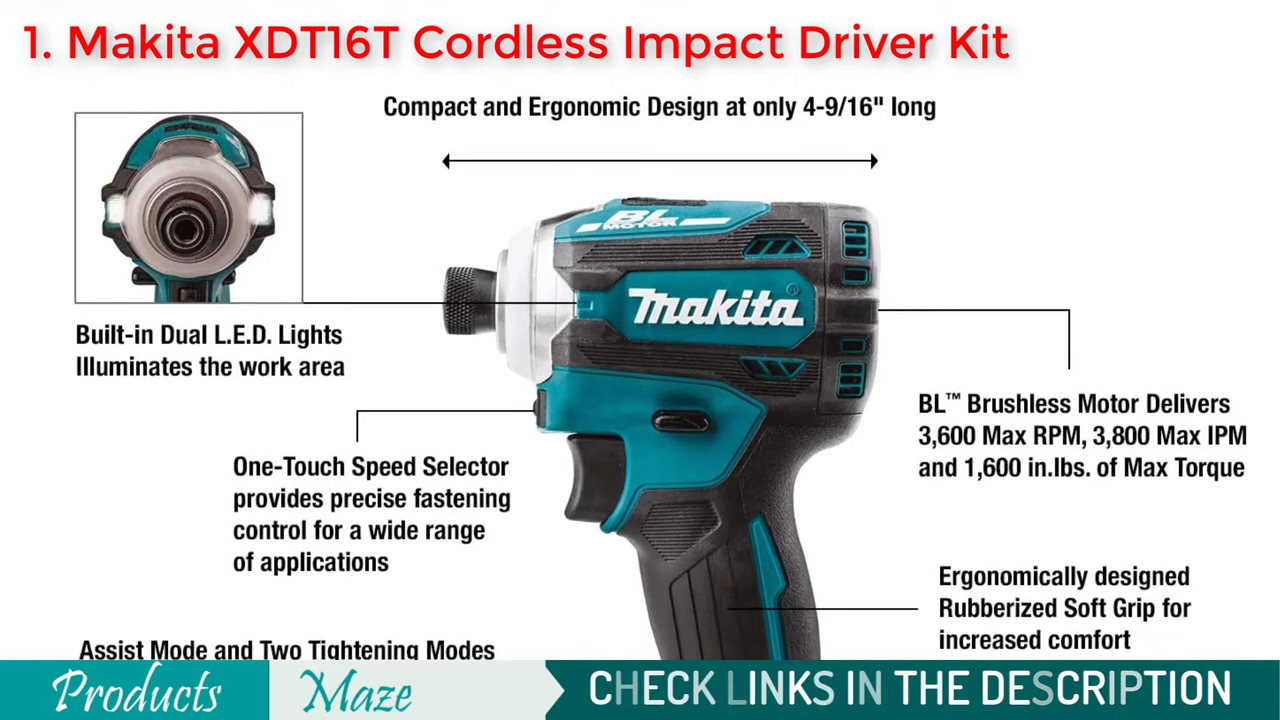 1. Makita XDT16T Cordless Impact Driver Kit
Compact and Ergonomic Design at only 4-9/16" long
BL
MOTOR
makita®
Built-in Dual L.E.D. Lights
Illuminates the work area
BL™ Brushless Motor Delivers
3,600 Max RPM, 3,800 Max IPM
and 1,600 in.lbs. of Max Torque
One-Touch Speed Selector
provides precise fastening
control for a wide range
of applications
Ergonomically designed
Rubberized Soft Grip for
increased comfort
Assist Mode and Two Tightening Modes
Products Maze
CHECK LINKS IN THE DESCRIPTION